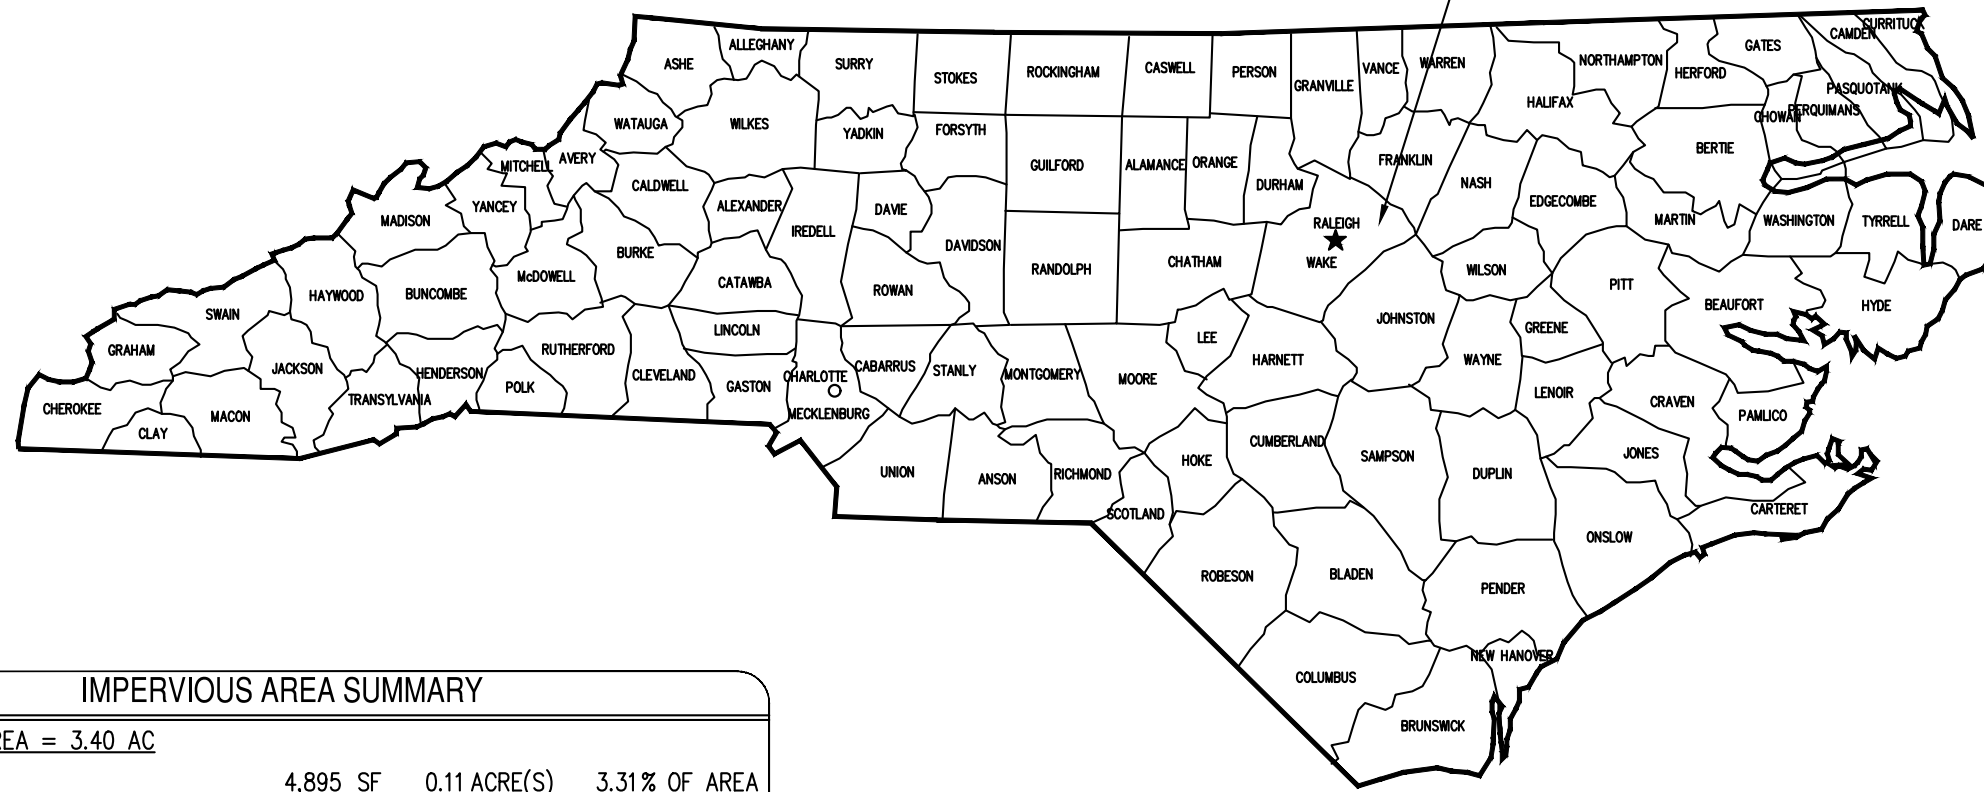 CURRITUCK
CAMDEN
ALLEGHANY
GATES
ASHE
SURRY
STOKES
ROCKINGHAM
CASWELL
PERSON
VANCE
WARREN
NORTHAMPTON
HERFORD
GRANVILLE
PASQUOTANK
HALIFAX
PERQUIMANS
CHOWAN
WATAUGA
WILKES
YADKIN
FORSYTH
BERTIE
MITCHELL
AVERY
GUILFORD
ALAMANCE
ORANGE
FRANKLIN
CALDWELL
DURHAM
NASH
YANCEY
ALEXANDER
DAVIE
EDGECOMBE
MADISON
RALEIGH
MARTIN
WASHINGTON
TYRRELL
DARE
IREDELL
DAVIDSON
BURKE
CHATHAM
WAKE
McDOWELL
CATAWBA
RANDOLPH
WILSON
HAYWOOD
BUNCOMBE
ROWAN
PITT
BEAUFORT
HYDE
SWAIN
JOHNSTON
LINCOLN
GREENE
GRAHAM
RUTHERFORD
LEE
HARNETT
WAYNE
JACKSON
HENDERSON
CLEVELAND
CHARLOTTE
CABARRUS
STANLY
MONTGOMERY
MOORE
POLK
GASTON
LENOIR
TRANSYLVANIA
CRAVEN
CHEROKEE
MACON
MECKLENBURG
PAMLICO
CLAY
CUMBERLAND
SAMPSON
JONES
UNION
ANSON
RICHMOND
HOKE
DUPLIN
SCOTLAND
CARTERET
ONSLOW
ROBESON
BLADEN
PENDER
NEW HANOVER
COLUMBUS
BRUNSWICK
IMPERVIOUS AREA SUMMARY
REA = 3.40 AC
4,895 SF 0.11 ACRE(S) 3.31% OF AREA